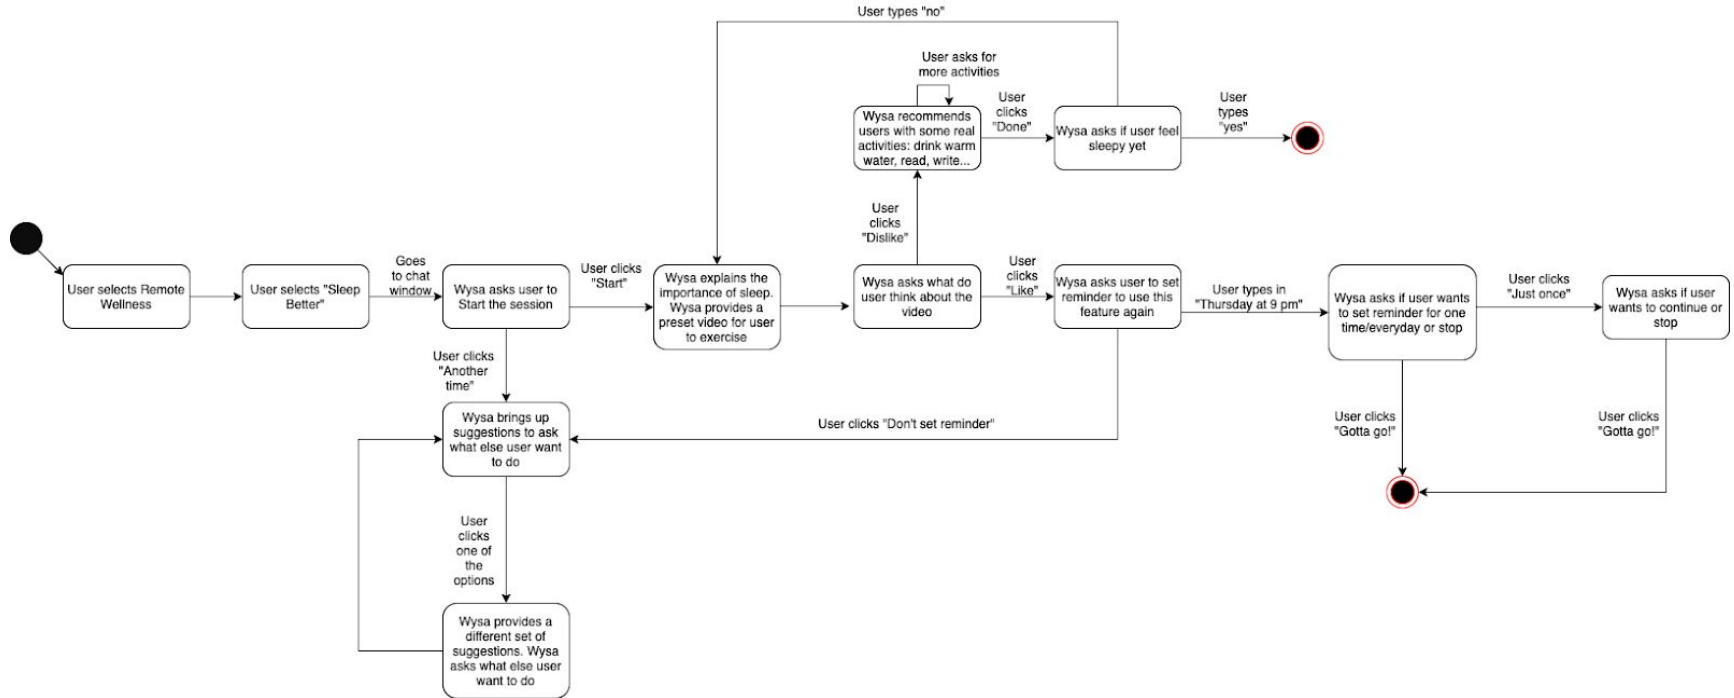 User types "no"
User asks for
more activities
Wysa recommends
users with some real
activities: drink warm
water, read, write...
User
clicks
"Done"
Wysa asks if user feel
sleepy yet
User
types
"yes"
User
clicks
"Dislike"
User selects Remote
Wellness
User selects "Sleep
Better"
Goes
to chat
window
Wysa asks user to
Start the session
User clicks
"Start"
Wysa explains the
importance of sleep.
Wysa provides a
preset video for user
to exercise
Wysa asks what do
user think about the
video
User
clicks
"Like"
Wysa asks user to set
reminder to use this
feature again
User types in
"Thursday at 9 pm"
Wysa asks if user wants
to set reminder for one
time/everyday or stop
User clicks
"Just once"
Wysa asks if user
wants to continue or
stop
User clicks
"Another
time"
Wysa brings up
suggestions to ask
what else user want
to do
User clicks "Don't set reminder"
User clicks
"Gotta go!"
User clicks
"Gotta go!"
User
clicks
one of
the
options
Wysa provides a
different set of
suggestions. Wysa
asks what else user
want to do